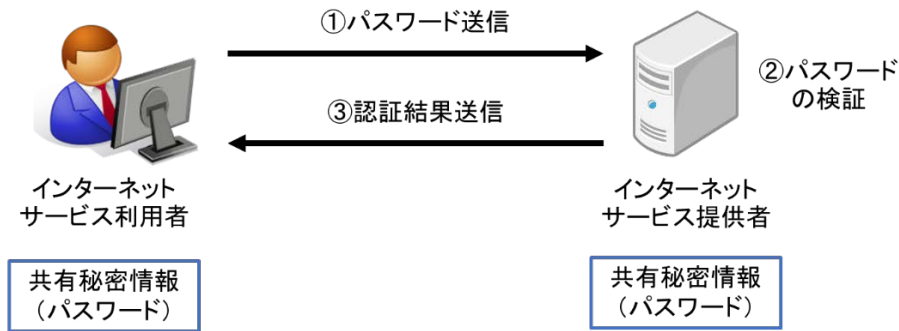 ①パスワード送信
②パスワード
の検証
③認証結果送信
インターネット
サービス利用者
インターネット
サービス提供者
共有秘密情報
（パスワード）
共有秘密情報
（パスワード）